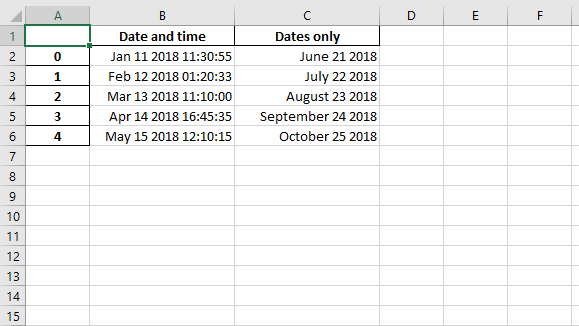 A B C D E F
1 Date and time Dates only
2 0 Jan 11 2018 11:30:55 June 21 2018
3 1 Feb 12 2018 01:20:33 July 22 2018
4 2 Mar 13 2018 11:10:00 August 23 2018
5 3 Apr 14 2018 16:45:35 September 24 2018
6 4 May 15 2018 12:10:15 October 25 2018
7
8
9
10
11
12
13
14
15